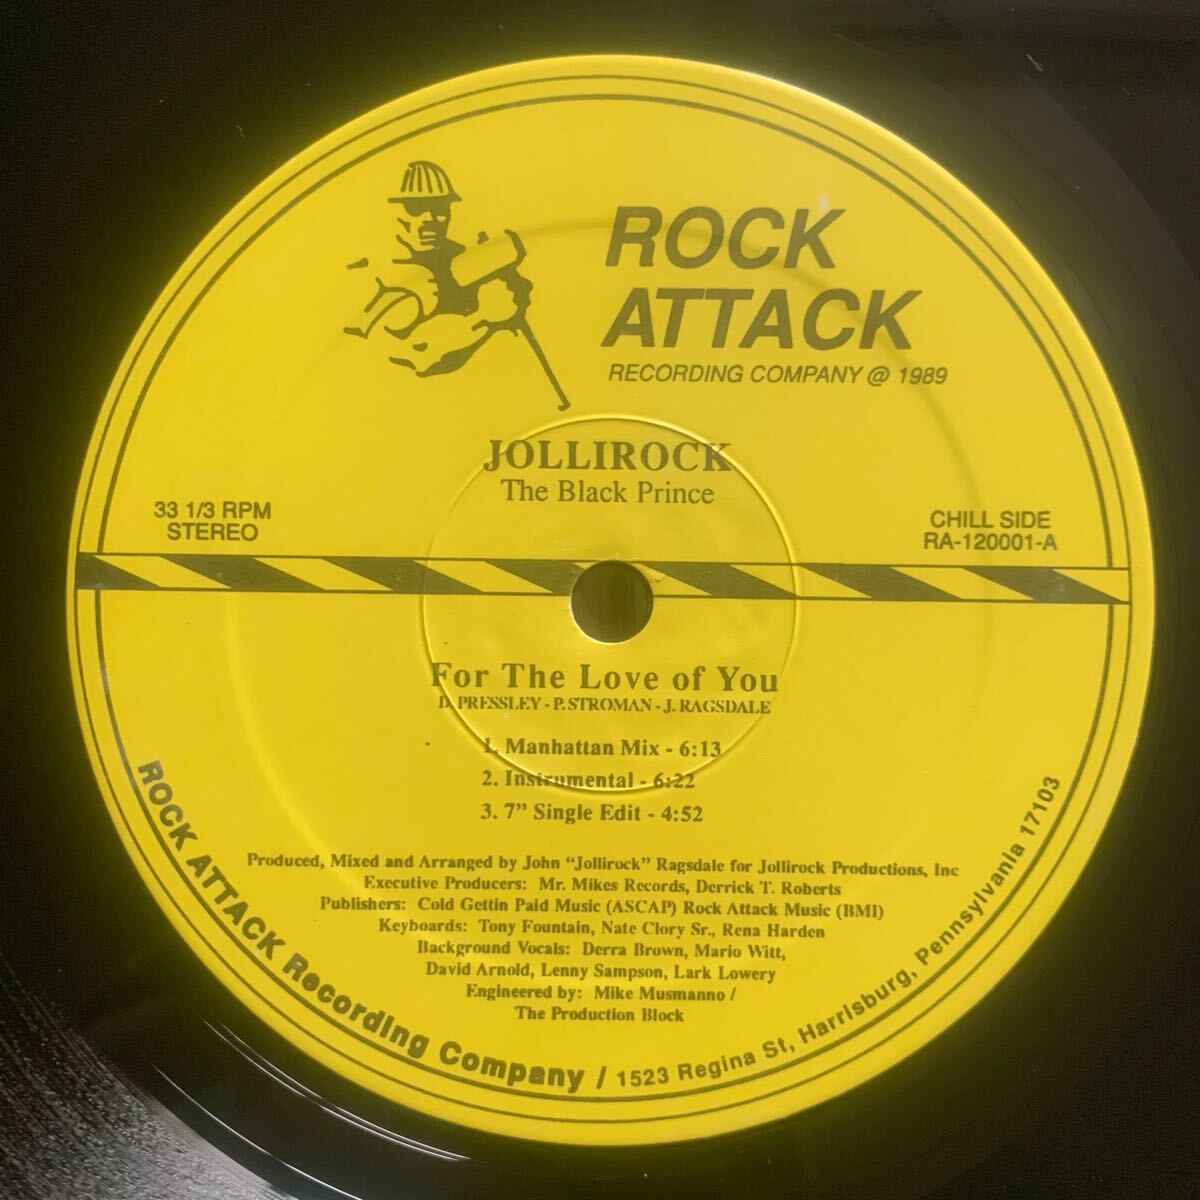 ROCK
ATTACK
RECORDING COMPANY @ 1989
JOLLIROCK
The Black Prince
33 1/3 RPM
STEREO
CHILL SIDE
RA-120001-A
For The Love of You
D. PRESSLEY - P. STROMAN - J. RAGSDALE
1. Manhattan Mix - 6:13
2. Instrumental - 6:22
3. 7” Single Edit - 4:52
Produced, Mixed and Arranged by John “Jollirock” Ragsdale for Jollirock Productions, Inc
Executive Producers: Mr. Mikes Records, Derrick T. Roberts
Publishers: Cold Gettin Paid Music (ASCAP) Rock Attack Music (BMI)
Keyboards: Tony Fountain, Nate Clory Sr., Rena Harden
Background Vocals: Derra Brown, Mario Witt,
David Arnold, Lenny Sampson, Lark Lowery
Engineered by: Mike Musmanno /
The Production Block
ROCK ATTACK Recording Company / 1523 Regina St, Harrisburg, Pennsylvania 17103